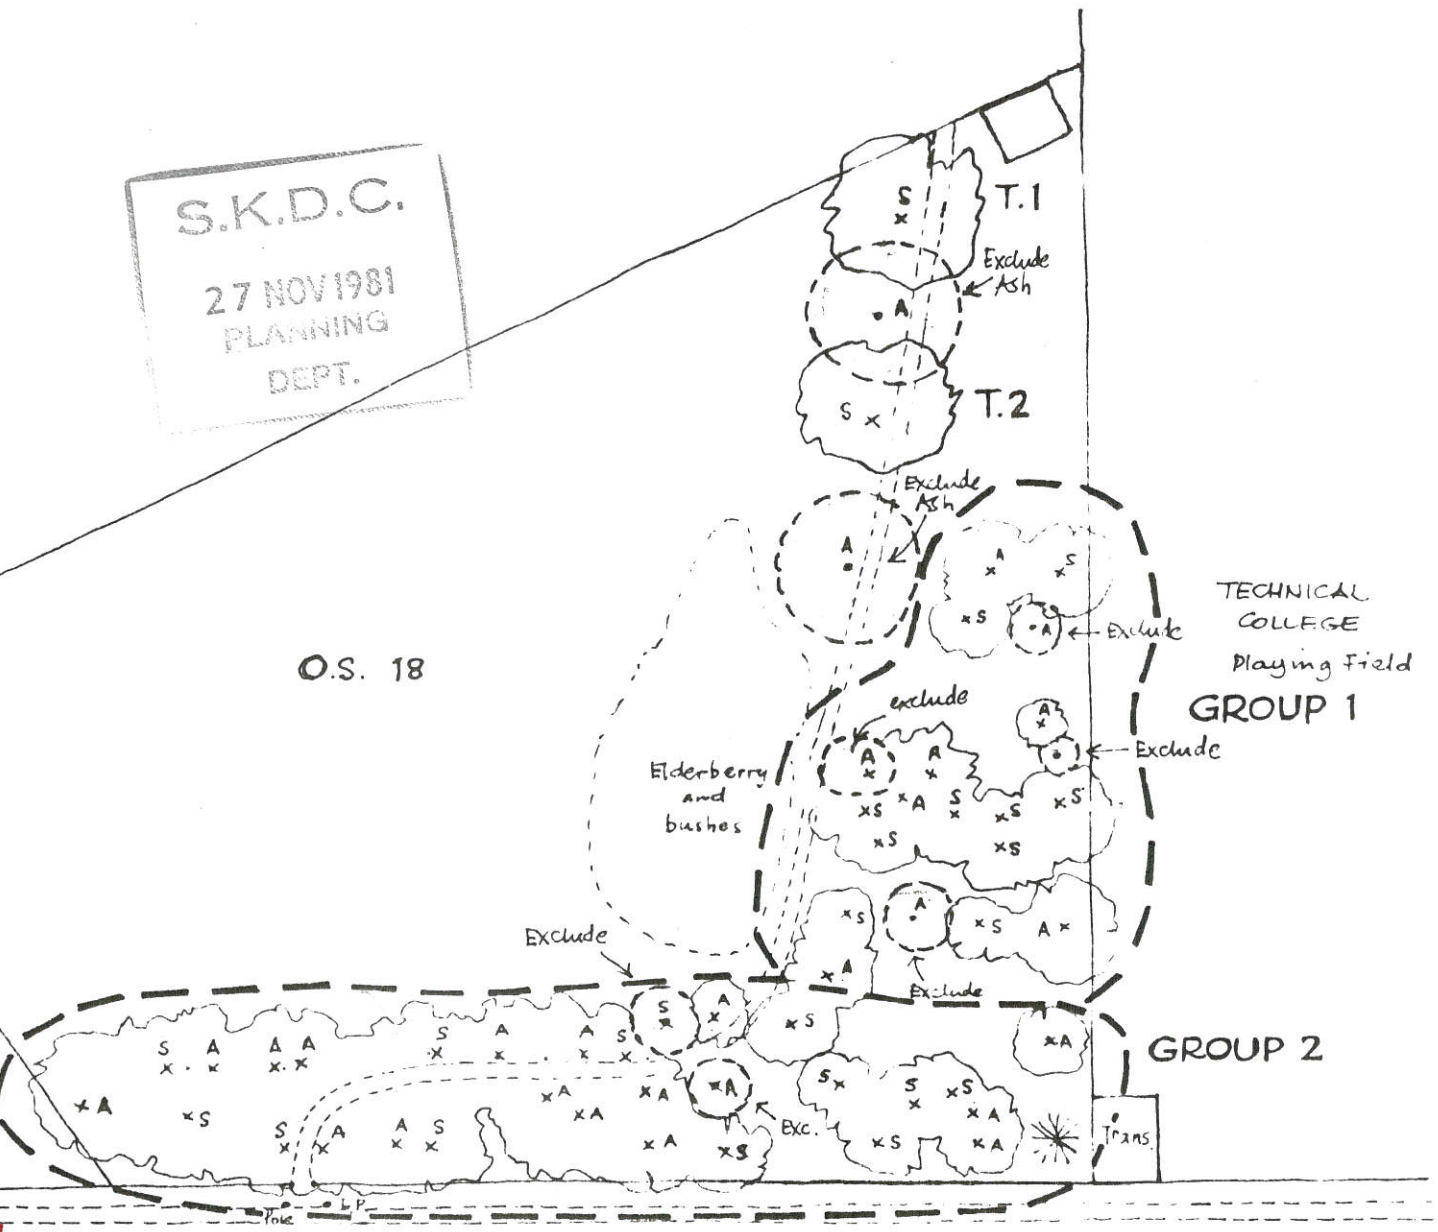 S.K.D.C.
27 NOV 1981
PLANNING
DEPT.
S
T.1
Exclude
Ash
A
S
T.2
Exclude
Ash
A
A
S
S
A
Exclude
TECHNICAL
COLLEGE
Playing Field
O.S. 18
GROUP 1
exclude
A
Exclude
A
A
Elderberry
and
bushes
S
A
S
S
S
S
S
A
S
S
A
Exclude
A
Exclude
S
A
S
GROUP 2
S
A
A
A
S
A
A
S
A
S
A
S
S
A
A
A
A
A
S
S
A
A
S
A
S
Exc.
S
A
A
Trans.
Pole
L.P.